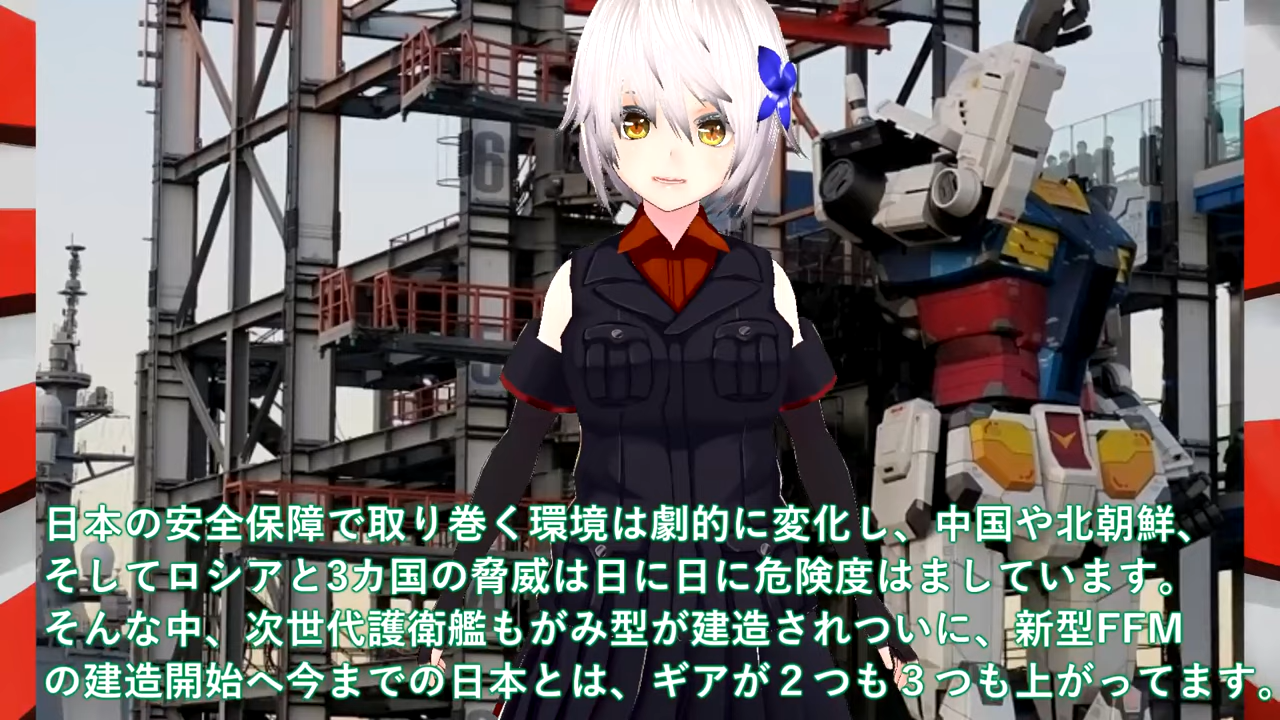 6
日本の安全保障で取り巻く環境は劇的に変化し、中国や北朝鮮、
そしてロシアと3カ国の脅威は日に日に危険度はましています。
そんな中、次世代護衛艦もがみ型が建造されついに、新型FFM
の建造開始へ今までの日本とは、ギアが２つも３つも上がってます。